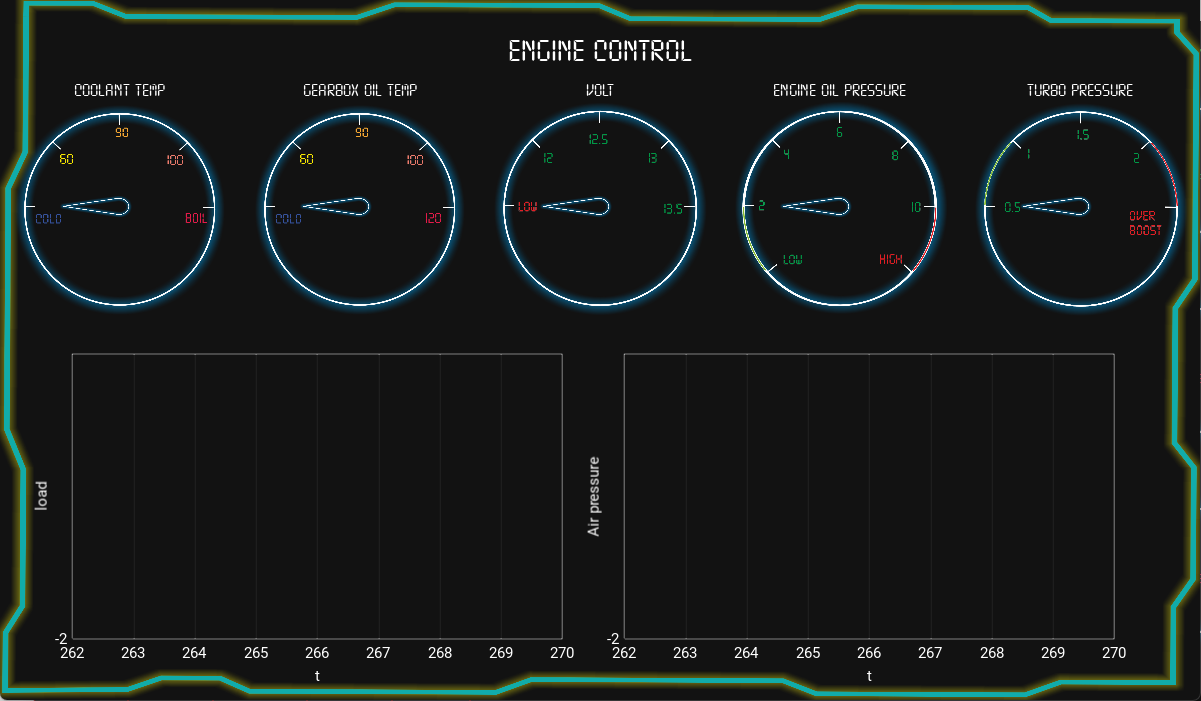 ENGINE CONTROL
COOLANT TEMP
GEARBOX OIL TEMP
VOLT
ENGINE OIL PRESSURE
TURBO PRESSURE
COLD
60
90
100
BOIL
COLD
60
90
100
120
LOW
12
12.5
13
13.5
LOW
2
4
6
8
10
HIGH
0.5
1
1.5
2
OVER
BOOST
load
-2
262 263 264 265 266 267 268 269 270
t
Air pressure
-2
262 263 264 265 266 267 268 269 270
t